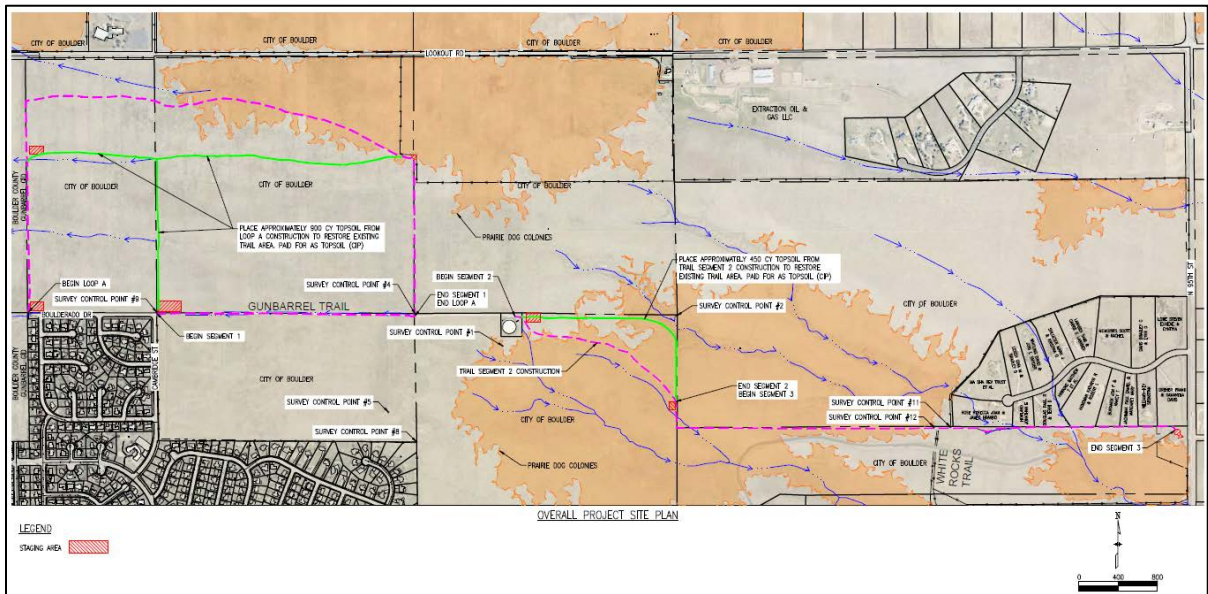 CITY OF BOULDER
CITY OF BOULDER
CITY OF BOULDER
CITY OF BOULDER
LOOKOUT RD
EXTRACTION OIL &
GAS LLC
N 95TH ST
BOULDER COUNTY
GUNBARREL GID
CITY OF BOULDER
CITY OF BOULDER
CITY OF BOULDER
PLACE APPROXIMATELY 900 CY TOPSOIL FROM
LOOP A CONSTRUCTION TO RESTORE EXISTING
TRAIL AREA. PAID FOR AS TOPSOIL (CIP)
PRAIRIE DOG COLONIES
PLACE APPROXIMATELY 450 CY TOPSOIL FROM
TRAIL SEGMENT 2 CONSTRUCTION TO RESTORE
EXISTING TRAIL AREA. PAID FOR AS TOPSOIL (CIP)
BEGIN LOOP A
SURVEY CONTROL POINT #9
BOULDERADO DR
GUNBARREL TRAIL
SURVEY CONTROL POINT #4
BEGIN SEGMENT 2
END SEGMENT 1
END LOOP A
SURVEY CONTROL POINT #2
CITY OF BOULDER
BEGIN SEGMENT 1
SURVEY CONTROL POINT #1
BOULDER COUNTY
GUNBARREL GID
CAMBRIDGE ST
CITY OF BOULDER
TRAIL SEGMENT 2 CONSTRUCTION
END SEGMENT 2
BEGIN SEGMENT 3
SURVEY CONTROL POINT #5
SURVEY CONTROL POINT #8
CITY OF BOULDER
SURVEY CONTROL POINT #11
SURVEY CONTROL POINT #12
PRAIRIE DOG COLONIES
CITY OF BOULDER
WHITE
ROCKS
TRAIL
END SEGMENT 3
OVERALL PROJECT SITE PLAN
LEGEND
STAGING AREA
N
0 400 800